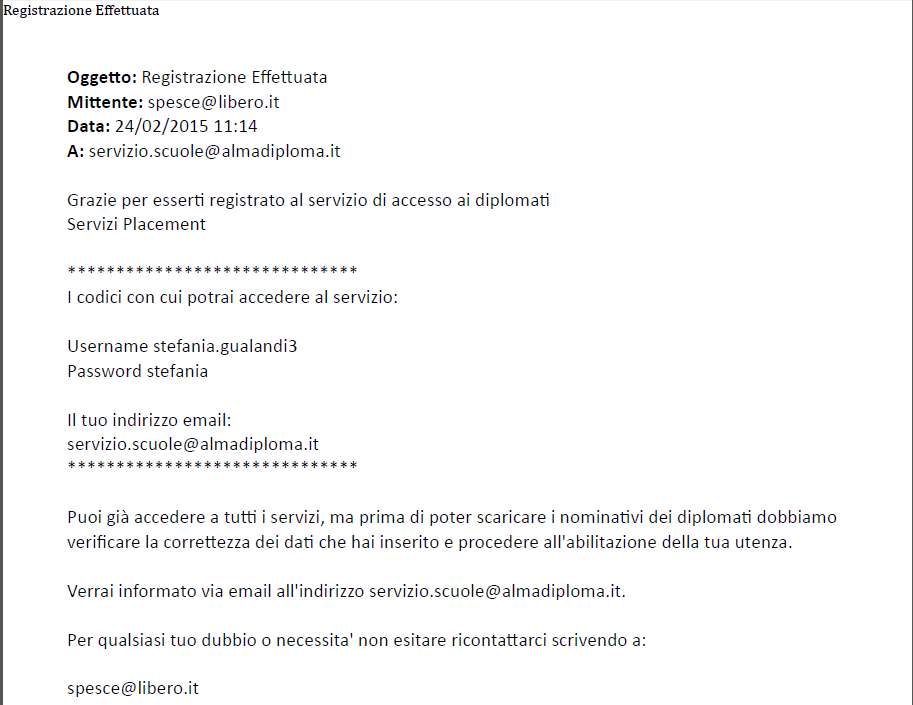 Registrazione Effettuata
Oggetto: Registrazione Effettuata
Mittente: spesce@libero.it
Data: 24/02/2015 11:14
A: servizio.scuole@almadiploma.it
Grazie per esserti registrato al servizio di accesso ai diplomati
Servizi Placement
******************************
I codici con cui potrai accedere al servizio:
Username stefania.gualandi3
Password stefania
Il tuo indirizzo email:
servizio.scuole@almadiploma.it
******************************
Puoi già accedere a tutti i servizi, ma prima di poter scaricare i nominativi dei diplomati dobbiamo
verificare la correttezza dei dati che hai inserito e procedere all'abilitazione della tua utenza.
Verrai informato via email all'indirizzo servizio.scuole@almadiploma.it.
Per qualsiasi tuo dubbio o necessita' non esitare ricontattarci scrivendo a:
spesce@libero.it